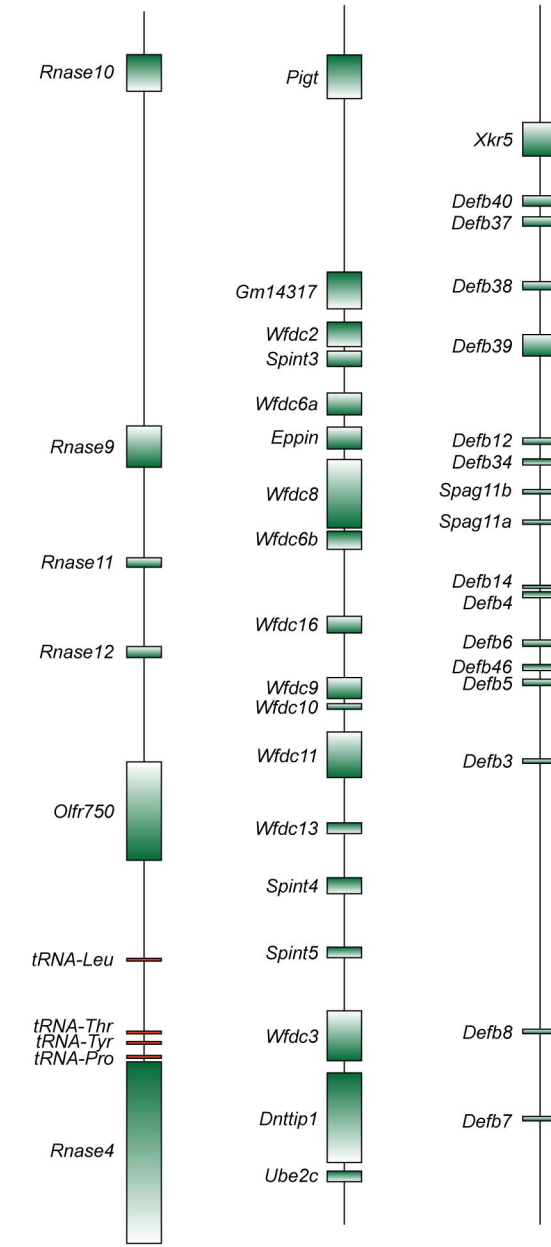 Rnase10
Rnase9
Rnase11
Rnase12
Olfr750
tRNA-Leu
tRNA-Thr
tRNA-Tyr
tRNA-Pro
Rnase4
Pigt
Gm14317
Wfdc2
Spint3
Wfdc6a
Eppin
Wfdc8
Wfdc6b
Wfdc16
Wfdc9
Wfdc10
Wfdc11
Wfdc13
Spint4
Spint5
Wfdc3
Dnttip1
Ube2c
Xkr5
Defb40
Defb37
Defb38
Defb39
Defb12
Defb34
Spag11b
Spag11a
Defb14
Defb4
Defb6
Defb46
Defb5
Defb3
Defb8
Defb7